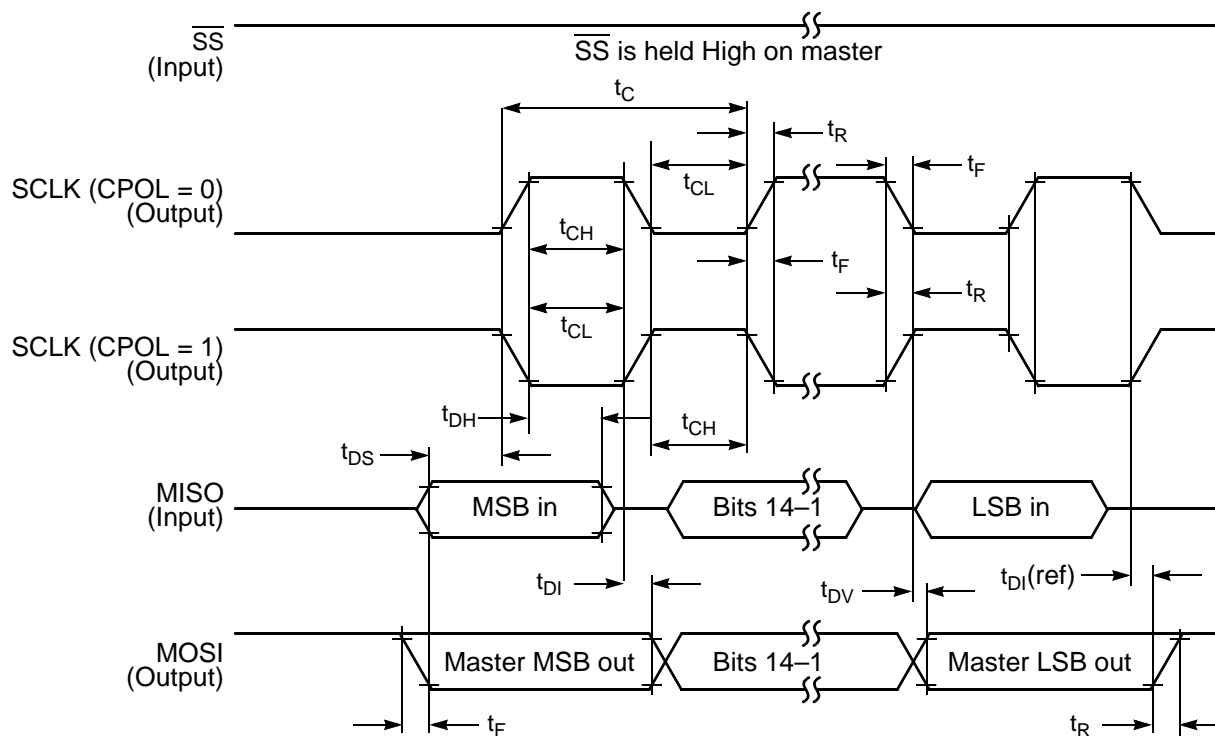 SS
(Input)
SS is held High on master
tC
tR
tF
tCL
SCLK (CPOL = 0)
(Output)
tCH
tF
tR
tCL
SCLK (CPOL = 1)
(Output)
tDH
tCH
tDS
MISO
(Input)
MSB in
Bits 14–1
LSB in
tDI
tDV
tDI(ref)
MOSI
(Output)
Master MSB out
Bits 14–1
Master LSB out
tF
tR